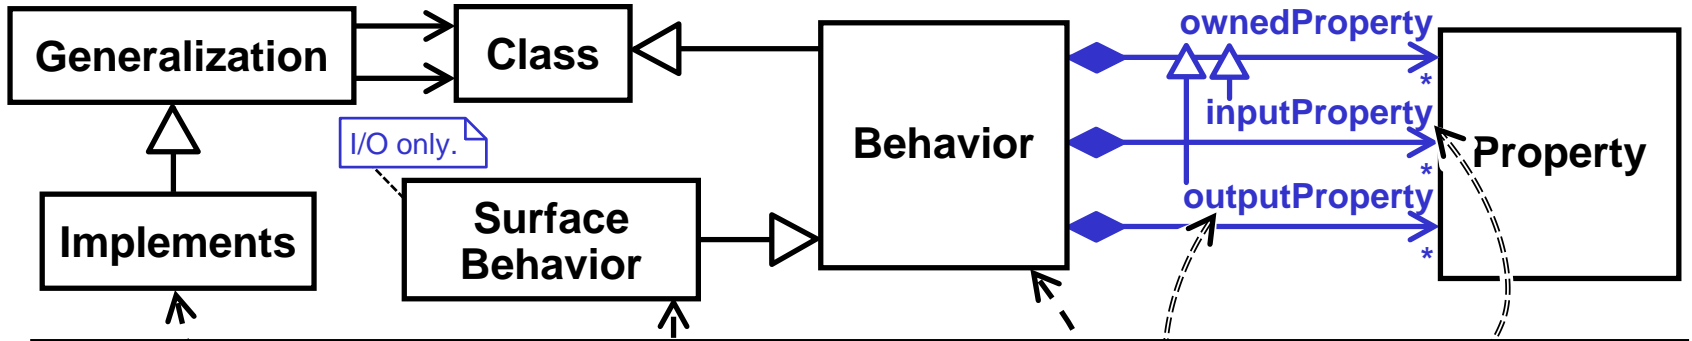 Generalization
Class
ownedProperty
*
I/O only.
Behavior
inputProperty
*
Property
Implements
Surface
Behavior
outputProperty
*